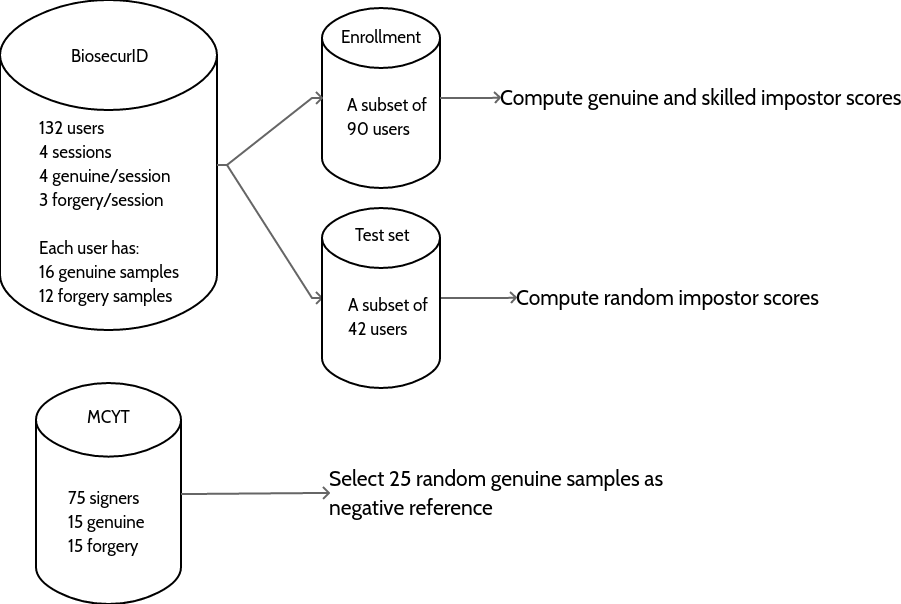 BiosecurID
132 users
4 sessions
4 genuine/session
3 forgery/session
Each user has:
16 genuine samples
12 forgery samples
Enrollment
A subset of
90 users
Compute genuine and skilled impostor scores
Test set
A subset of
42 users
Compute random impostor scores
MCYT
75 signers
15 genuine
15 forgery
Select 25 random genuine samples as
negative reference